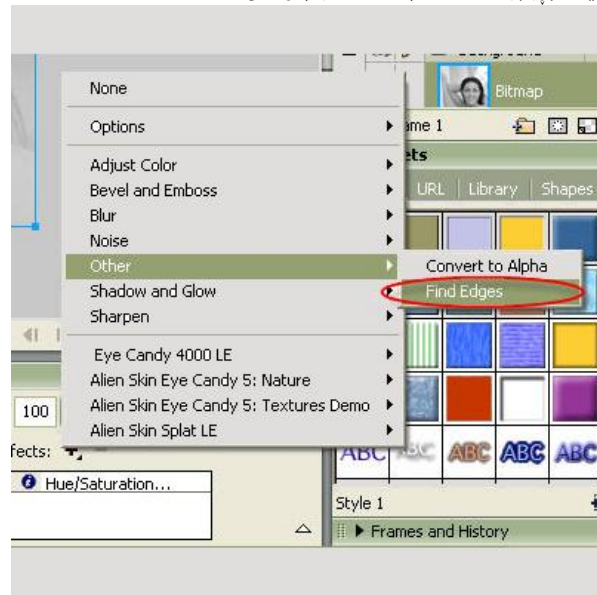 Bitmap
None
Options
ame 1
Adjust Color
ets
Bevel and Emboss
URL Library Shapes
Blur
Noise
Other
Convert to Alpha
Shadow and Glow
Find Edges
Sharpen
Eye Candy 4000 LE
Alien Skin Eye Candy 5: Nature
100
Alien Skin Eye Candy 5: Textures Demo
Alien Skin Splat LE
fects:
ABC ABC ABC ABC ABC
Hue/Saturation...
Style 1
Frames and History